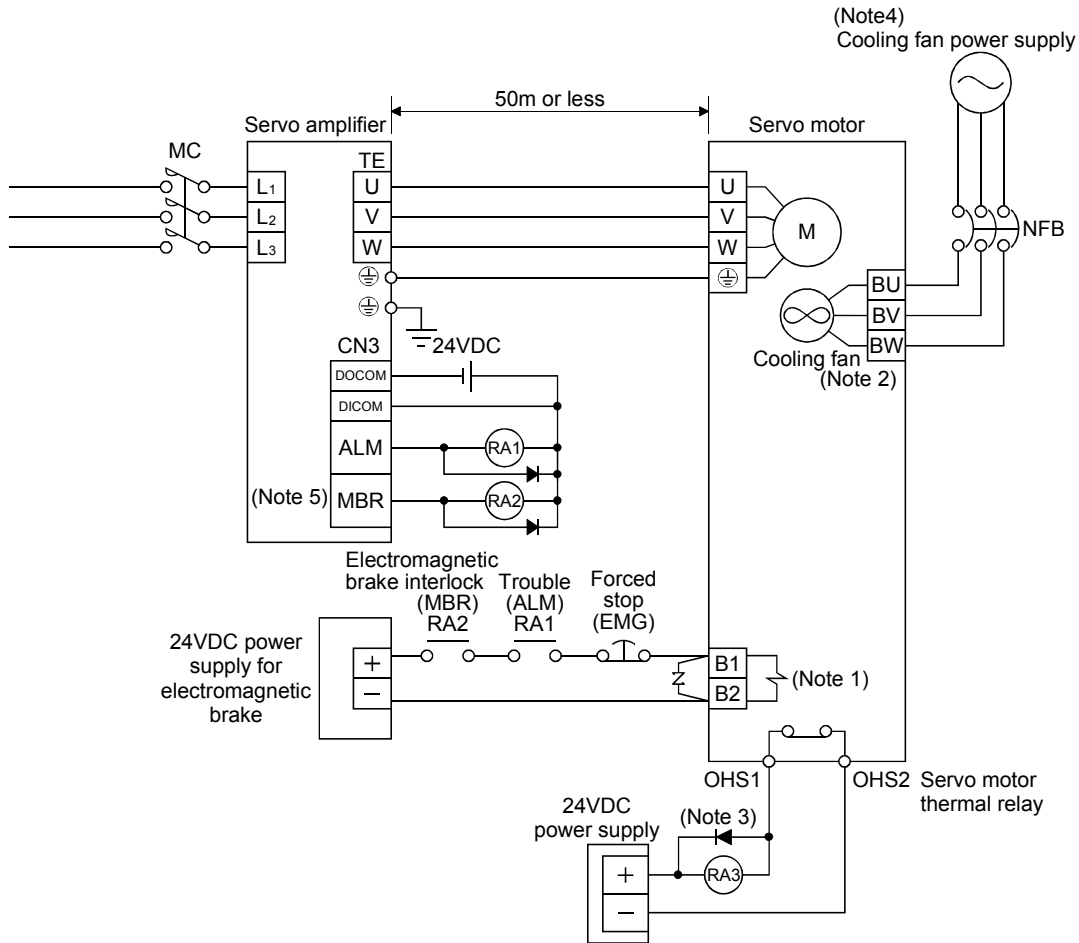 (Note4)
Cooling fan power supply
50m or less
Servo amplifier
Servo motor
MC
TE
L1
U
U
L2
V
V
M
L3
W
W
NFB
BU
BV
BW
Cooling fan
(Note 2)
CN3
24VDC
DOCOM
DICOM
ALM
RA1
(Note 5)
MBR
RA2
Electromagnetic
brake interlock
(MBR)
RA2
Trouble
(ALM)
RA1
Forced
stop
(EMG)
24VDC power
supply for
electromagnetic
brake
+
−
B1
B2
(Note 1)
OHS1
OHS2
Servo motor
thermal relay
24VDC
power supply
(Note 3)
+
−
RA3